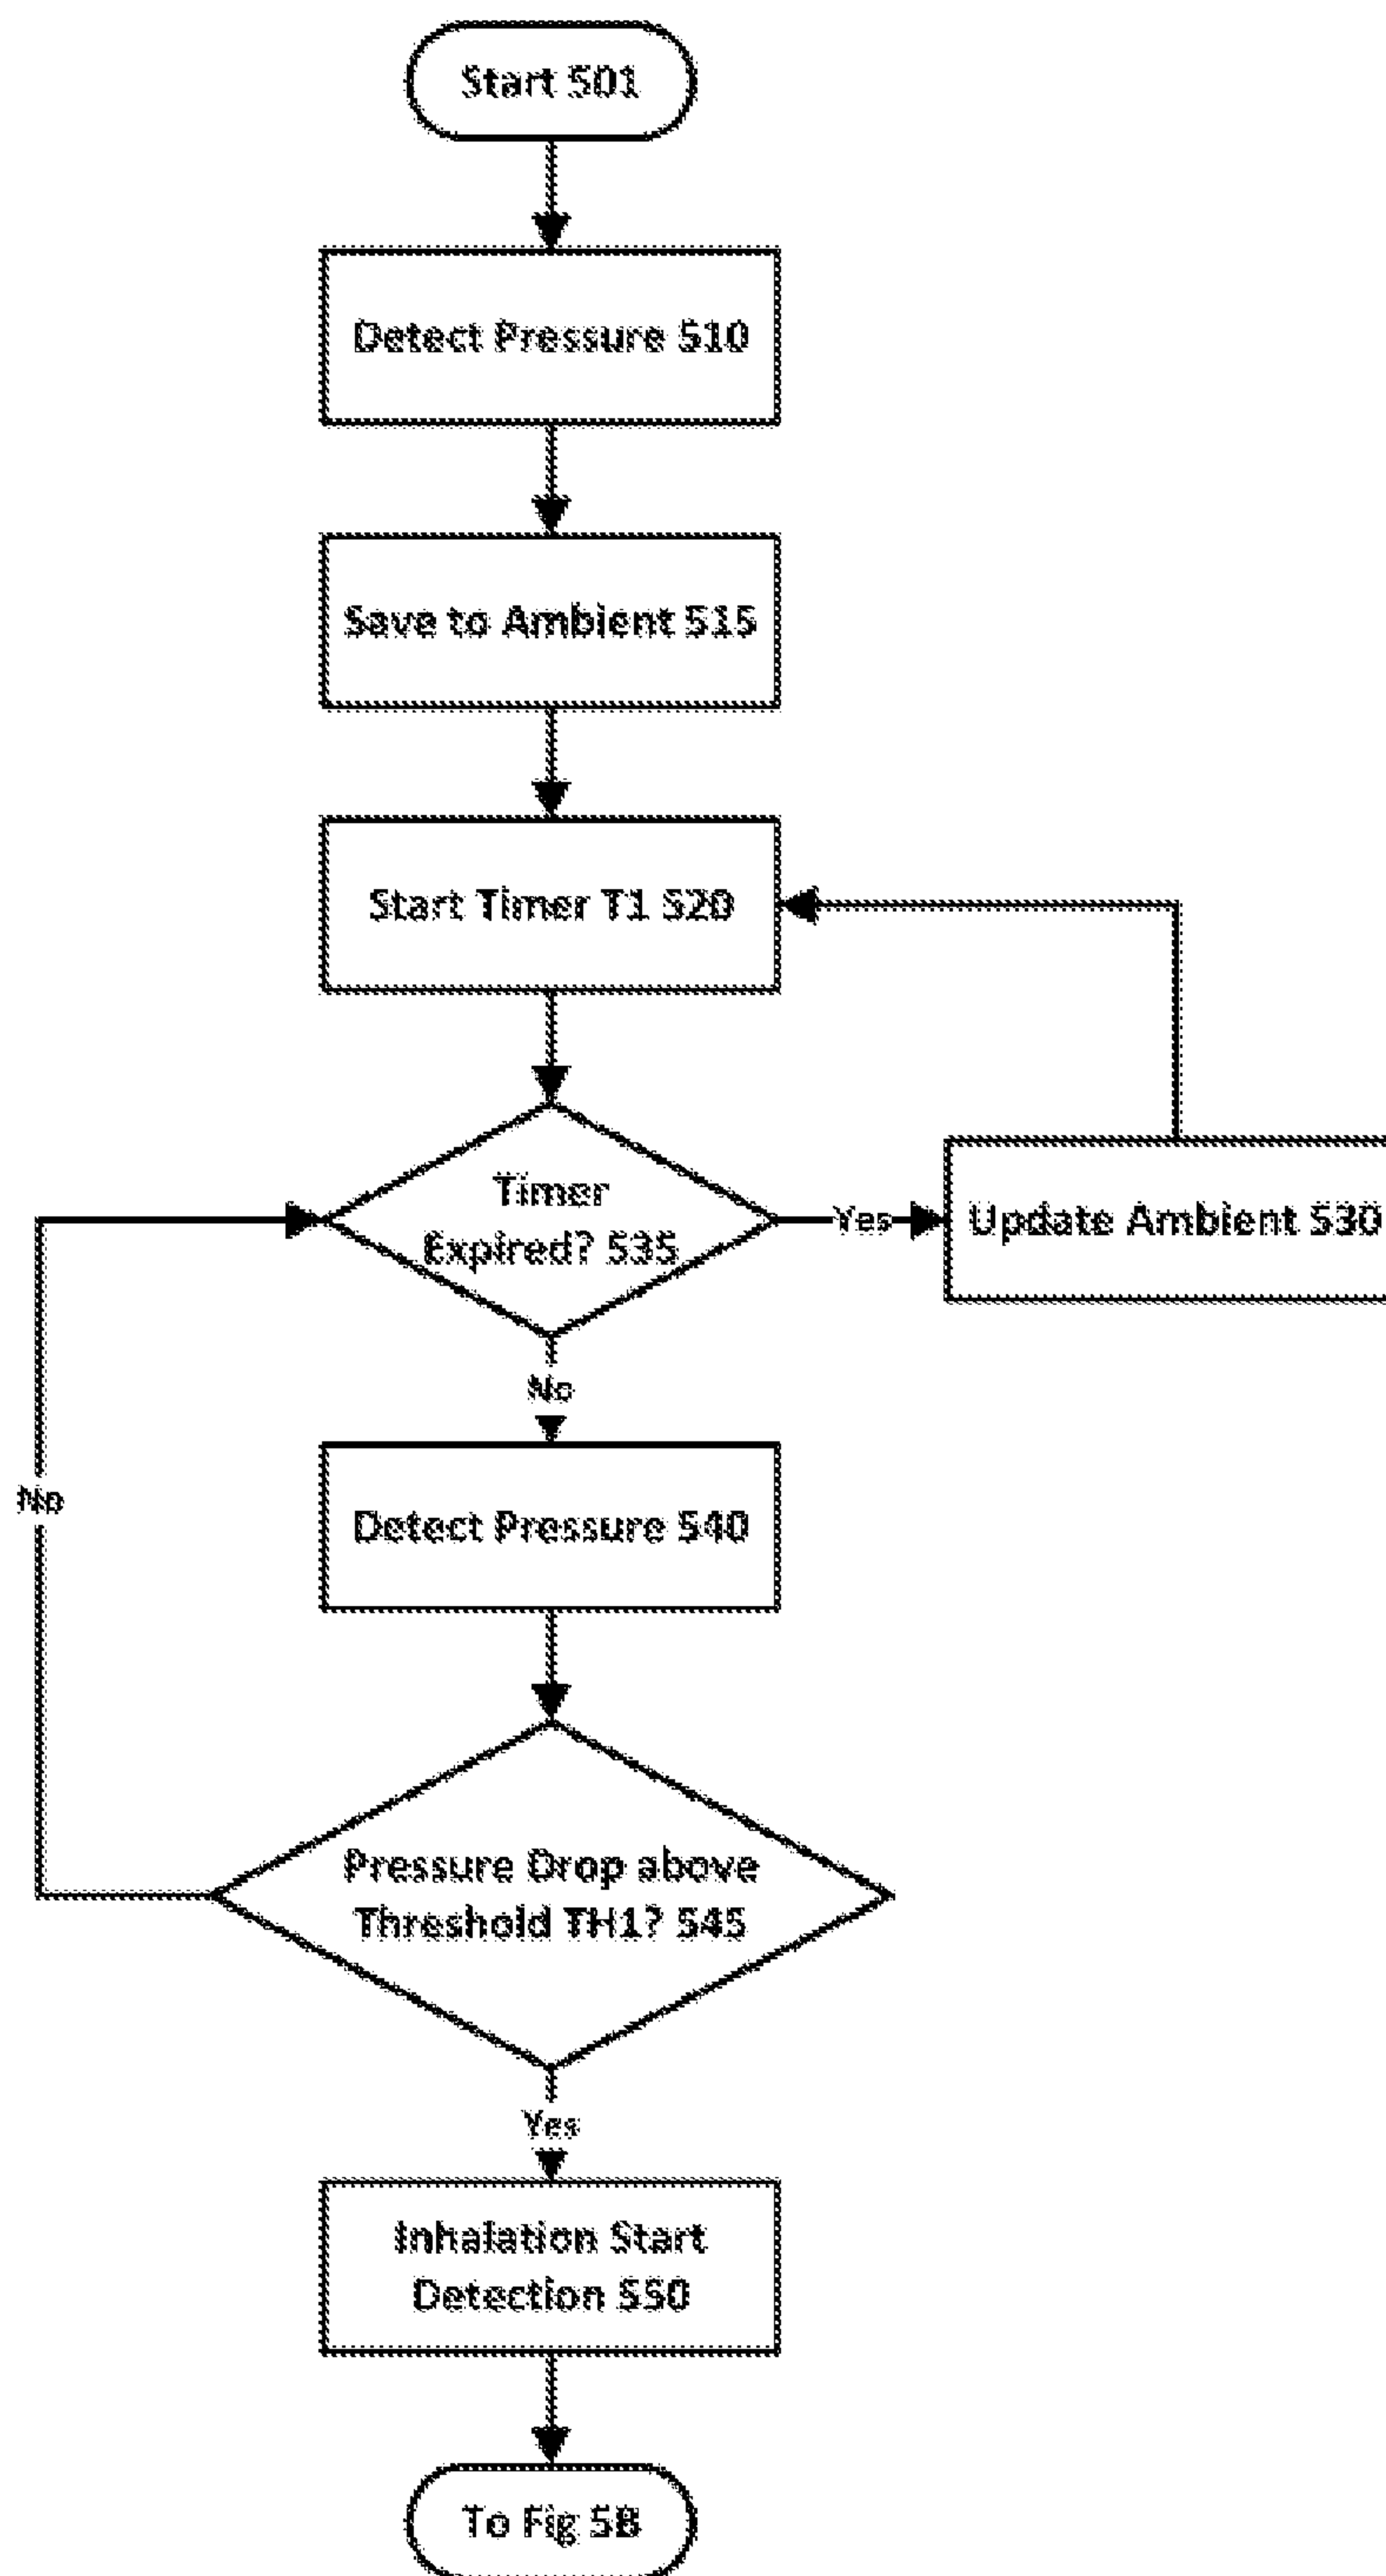 Start 501
Detect Pressure 510
Save to Ambient 515
Start Timer T1 520
Timer
Expired? 535
Yes
Update Ambient 530
No
No
Detect Pressure 540
Pressure Drop above
Threshold TH1? 545
Yes
Inhalation Start
Detection 550
To Fig 5B